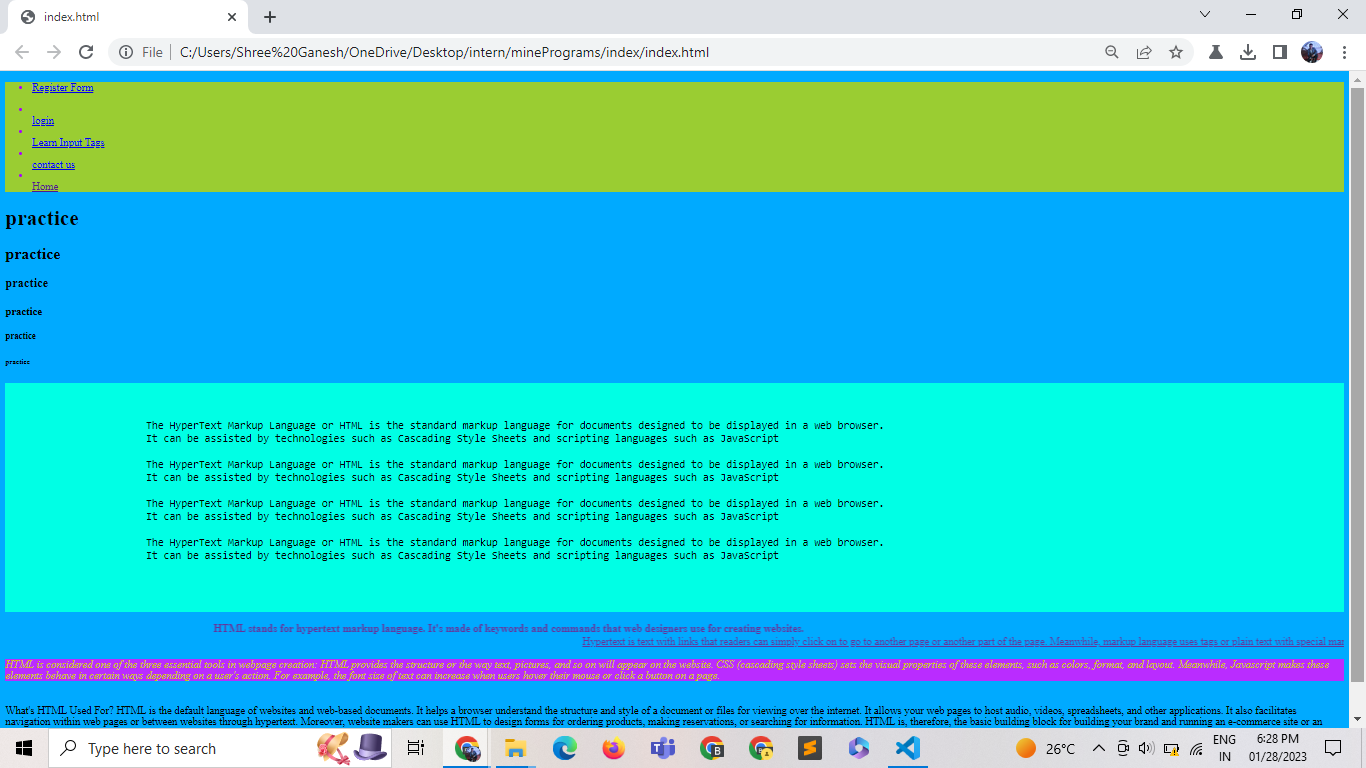 index.html
File
C:/Users/Shree%20Ganesh/OneDrive/Desktop/intern/minePrograms/index/index.html
Register Form
login
Learn Input Tags
contact us
Home
practice
practice
practice
practice
practice
practice
The HyperText Markup Language or HTML is the standard markup language for documents designed to be displayed in a web browser.
It can be assisted by technologies such as Cascading Style Sheets and scripting languages such as JavaScript
The HyperText Markup Language or HTML is the standard markup language for documents designed to be displayed in a web browser.
It can be assisted by technologies such as Cascading Style Sheets and scripting languages such as JavaScript
The HyperText Markup Language or HTML is the standard markup language for documents designed to be displayed in a web browser.
It can be assisted by technologies such as Cascading Style Sheets and scripting languages such as JavaScript
The HyperText Markup Language or HTML is the standard markup language for documents designed to be displayed in a web browser.
It can be assisted by technologies such as Cascading Style Sheets and scripting languages such as JavaScript
HTML stands for hypertext markup language. It's made of keywords and commands that web designers use for creating websites.
Hypertext is text with links that readers can simply click on to go to another page or another part of the page. Meanwhile, markup language uses tags or plain text with special mar
HTML is considered one of the three essential tools in webpage creation: HTML provides the structure or the way text, pictures, and so on will appear on the website. CSS (cascading style sheets) sets the visual properties of these elements, such as colors, format, and layout. Meanwhile, Javascript makes these
elements behave in certain ways depending on a user's action. For example, the font size of text can increase when users hover their mouse or click a button on a page.
What's HTML Used For? HTML is the default language of websites and web-based documents. It helps a browser understand the structure and style of a document or files for viewing over the internet. It allows your web pages to host audio, videos, spreadsheets, and other applications. It also facilitates
navigation within web pages or between websites through hypertext. Moreover, website makers can use HTML to design forms for ordering products, making reservations, or searching for information. HTML is, therefore, the basic building block for building your brand and running an e-commerce site or an
Type here to search
26°C
ENG
IN
6:28 PM
01/28/2023